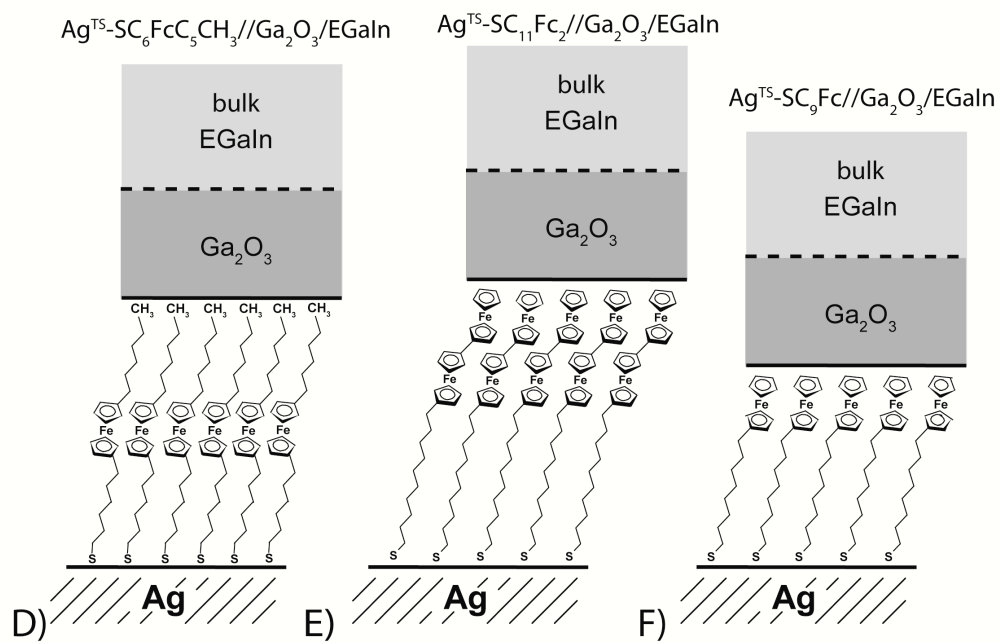 Ag^TS-SC₆FcC₅CH₃//Ga₂O₃/EGaIn
bulk
EGaIn
Ga₂O₃
CH₃ CH₃ CH₃ CH₃ CH₃ CH₃
Fe Fe Fe Fe Fe Fe
S S S S S S
Ag
D)
Ag^TS-SC₁₁Fc₂//Ga₂O₃/EGaIn
bulk
EGaIn
Ga₂O₃
Fe Fe Fe Fe Fe
Fe Fe Fe Fe Fe
S S S S S
Ag
E)
Ag^TS-SC₉Fc//Ga₂O₃/EGaIn
bulk
EGaIn
Ga₂O₃
Fe Fe Fe Fe Fe
S S S S S
Ag
F)